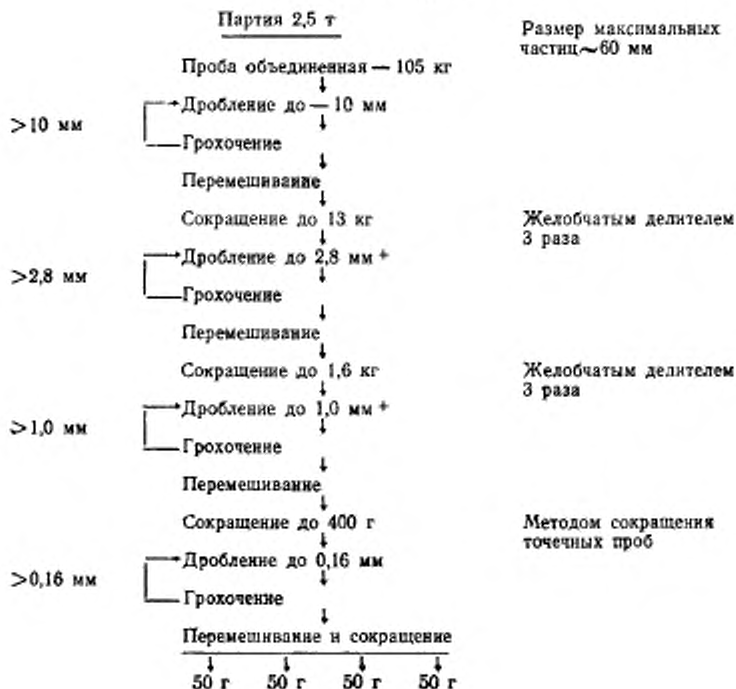 Партия 2,5 т
Размер максимальных
частиц~60 мм
Проба объединенная — 105 кг
Дробление до — 10 мм
>10 мм
Грохочение
Перемешивание
Сокращение до 13 кг
Желобчатым делителем
3 раза
Дробление до 2,8 мм +
>2,8 мм
Грохочение
Перемешивание
Сокращение до 1,6 кг
Желобчатым делителем
3 раза
Дробление до 1,0 мм +
>1,0 мм
Грохочение
Перемешивание
Сокращение до 400 г
Методом сокращения
точечных проб
Дробление до 0,16 мм
>0,16 мм
Грохочение
Перемешивание и сокращение
50 г 50 г 50 г 50 г